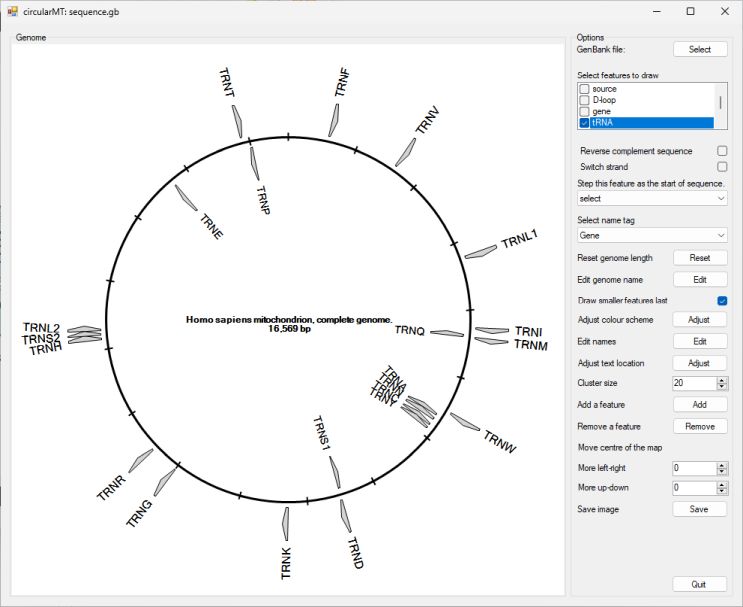 circularMT: sequence.gb
Genome
TRNT
TRNF
TRNV
TRNP
TRNE
TRNL1
Homo sapiens mitochondrion, complete genome.
16,569 bp
TRNQ
TRNI
TRNM
TRNL2
TRNS2
TRNH
TRNA
TRNN
TRNC
TRNY
TRNW
TRNS1
TRNR
TRNG
TRNK
TRND
Options
GenBank file: Select
Select features to draw
source
D-loop
gene
tRNA
Reverse complement sequence
Switch strand
Step this feature as the start of sequence.
select
Select name tag
Gene
Reset genome length Reset
Edit genome name Edit
Draw smaller features last
Adjust colour scheme Adjust
Edit names Edit
Adjust text location Adjust
Cluster size 20
Add a feature Add
Remove a feature Remove
Move centre of the map
More left-right 0
More up-down 0
Save image Save
Quit